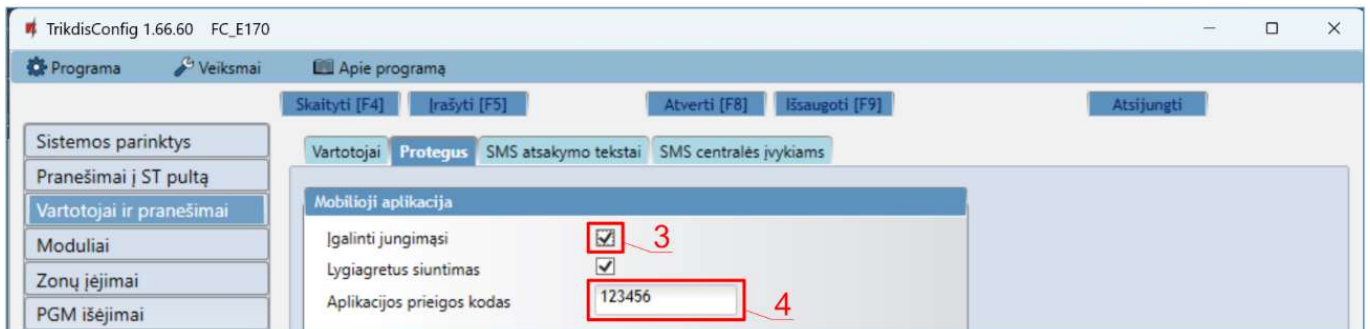 TrikdisConfig 1.66.60 FC_E170
Programa Veiksmai Apie programą
Skaityti [F4] Įrašyti [F5] Atverti [F8] Išsaugoti [F9] Atsijungti
Sistemos parinktys
Vartotojai Protegus SMS atsakymo tekstai SMS centralės įvykiams
Pranešimai į ST pultą
Vartotojai ir pranešimai
Mobilioji aplikacija
Moduliai
Įgalinti jungimąsi 3
Zonų įėjimai
Lygiagretus siuntimas
PGM išėjimai
Aplikacijos prieigos kodas 123456 4